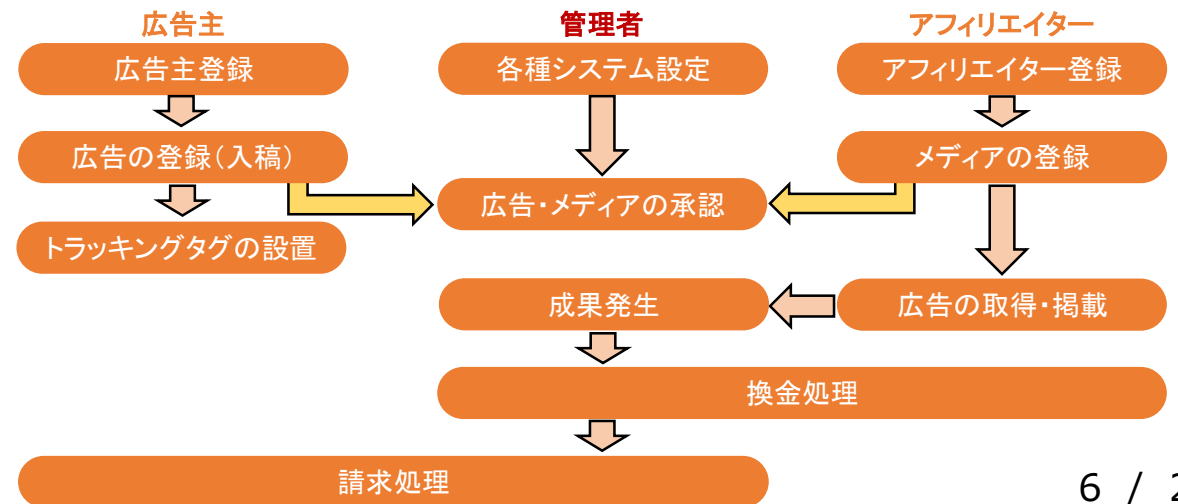 広告主
管理者
アフィリエイター
広告主登録
各種システム設定
アフィリエイター登録
広告の登録（入稿）
メディアの登録
広告・メディアの承認
トラッキングタグの設置
成果発生
広告の取得・掲載
換金処理
請求処理
6 / 2